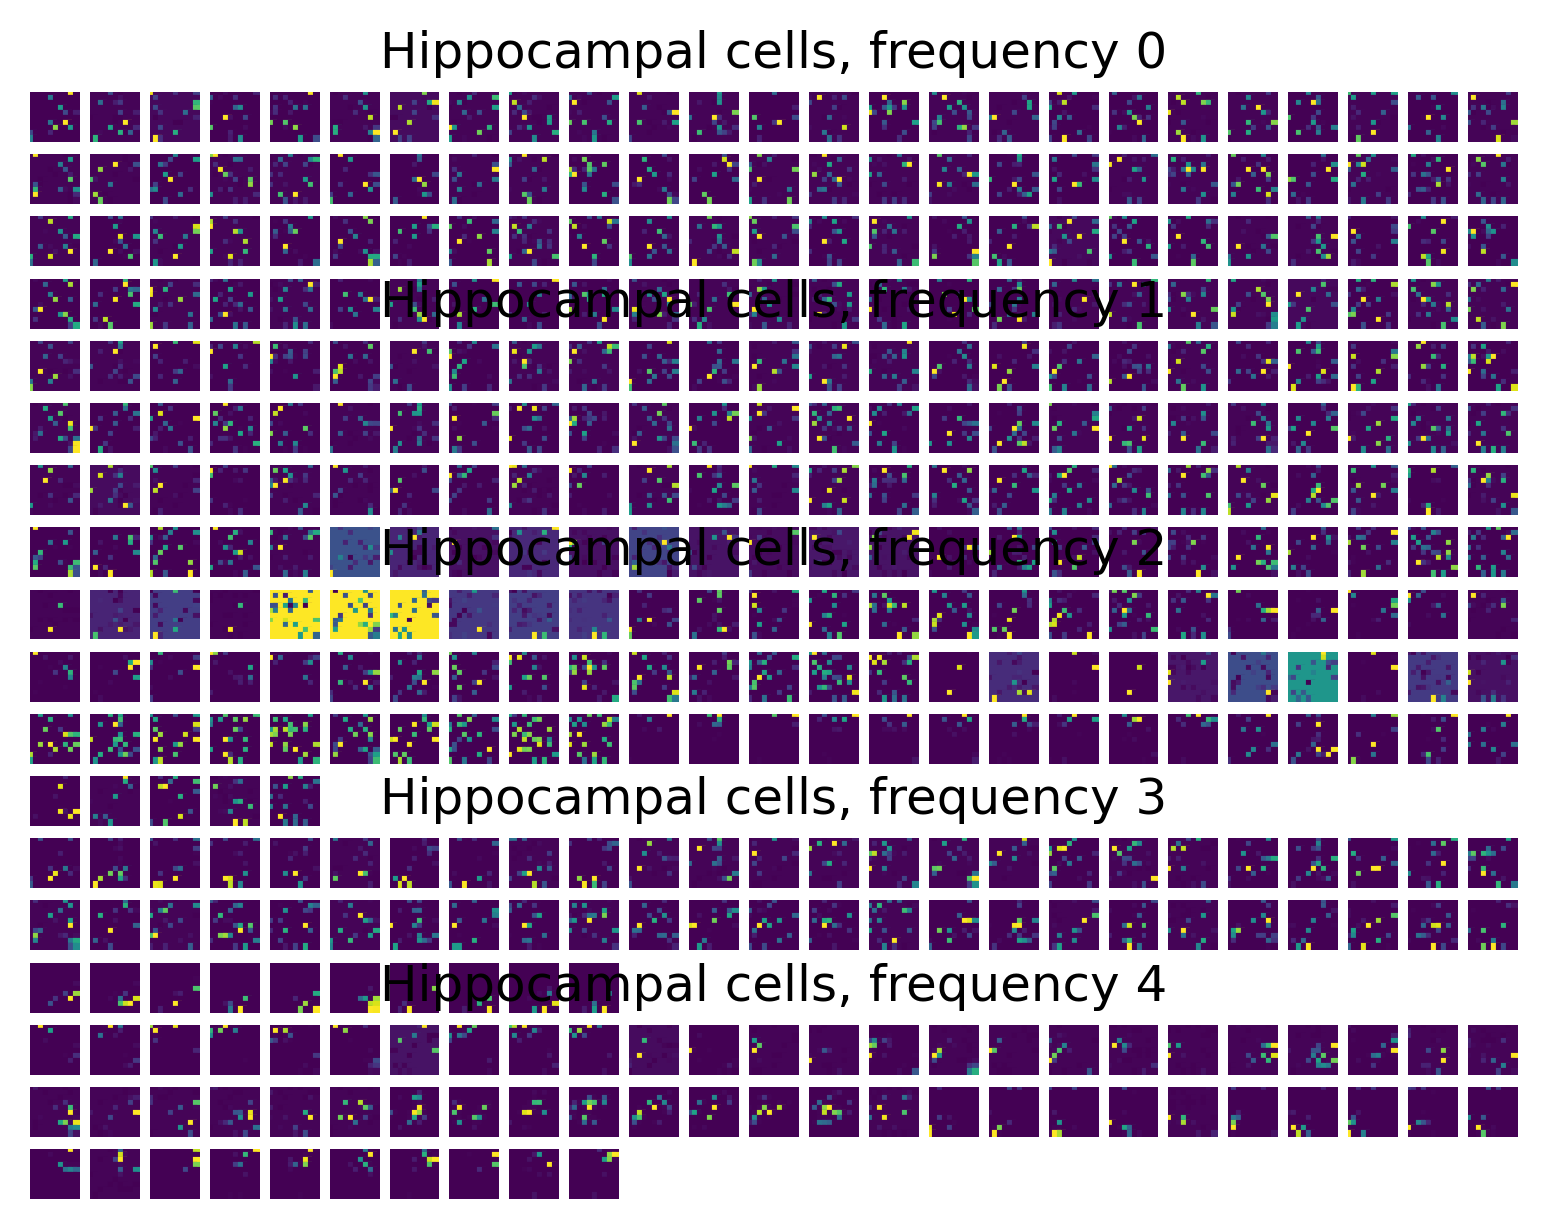 Hippocampal cells, frequency 0
Hippocampal cells, frequency 1
Hippocampal cells, frequency 2
Hippocampal cells, frequency 3
Hippocampal cells, frequency 4